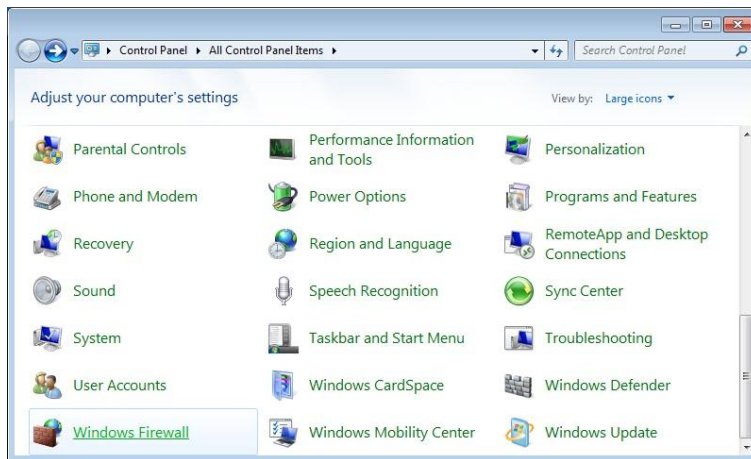 Control Panel ▸ All Control Panel Items ▸
Search Control Panel
Adjust your computer's settings
View by: Large icons
Parental Controls
Performance Information
and Tools
Personalization
Phone and Modem
Power Options
Programs and Features
Recovery
Region and Language
RemoteApp and Desktop
Connections
Sound
Speech Recognition
Sync Center
System
Taskbar and Start Menu
Troubleshooting
User Accounts
Windows CardSpace
Windows Defender
Windows Firewall
Windows Mobility Center
Windows Update